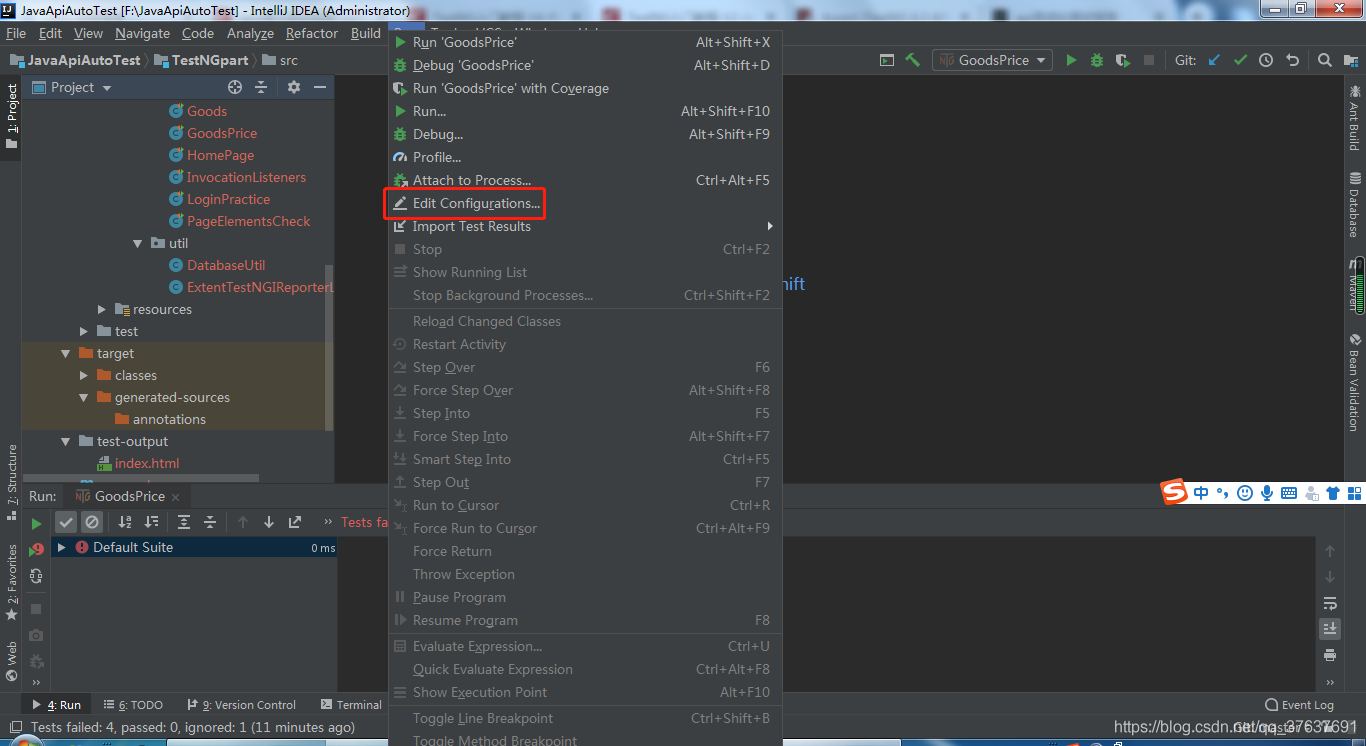 JavaApiAutoTest [F:\JavaApiAutoTest] - IntelliJ IDEA (Administrator)
File Edit View Navigate Code Analyze Refactor Build
JavaApiAutoTest TestNGpart src
GoodsPrice
Git:
1: Project
Project
Goods
GoodsPrice
HomePage
InvocationListeners
LoginPractice
PageElementsCheck
util
DatabaseUtil
ExtentTestNGIReporterL
resources
test
target
classes
generated-sources
annotations
test-output
index.html
Run 'GoodsPrice' Alt+Shift+X
Debug 'GoodsPrice' Alt+Shift+D
Run 'GoodsPrice' with Coverage
Run... Alt+Shift+F10
Debug... Alt+Shift+F9
Profile...
Attach to Process... Ctrl+Alt+F5
Edit Configurations...
Import Test Results
Stop Ctrl+F2
Show Running List
Stop Background Processes... Ctrl+Shift+F2
Reload Changed Classes
Restart Activity
Step Over F6
Force Step Over Alt+Shift+F8
Step Into F5
Force Step Into Alt+Shift+F7
Smart Step Into Ctrl+F5
Step Out F7
Run to Cursor Ctrl+R
Force Run to Cursor Ctrl+Alt+F9
Force Return
Throw Exception
Pause Program
Resume Program F8
Evaluate Expression... Ctrl+U
Quick Evaluate Expression Ctrl+Alt+F8
Show Execution Point Alt+F10
Toggle Line Breakpoint Ctrl+Shift+B
Toggle Method Breakpoint
hift
Ant Build
Database
Maven
Bean Validation
中
7: Structure
2: Favorites
Web
Run: GoodsPrice
Tests fa
Default Suite 0 ms
4: Run 6: TODO 9: Version Control Terminal
Event Log
Tests failed: 4, passed: 0, ignored: 1 (11 minutes ago)
https://blog.csdn.net/qq_37637691